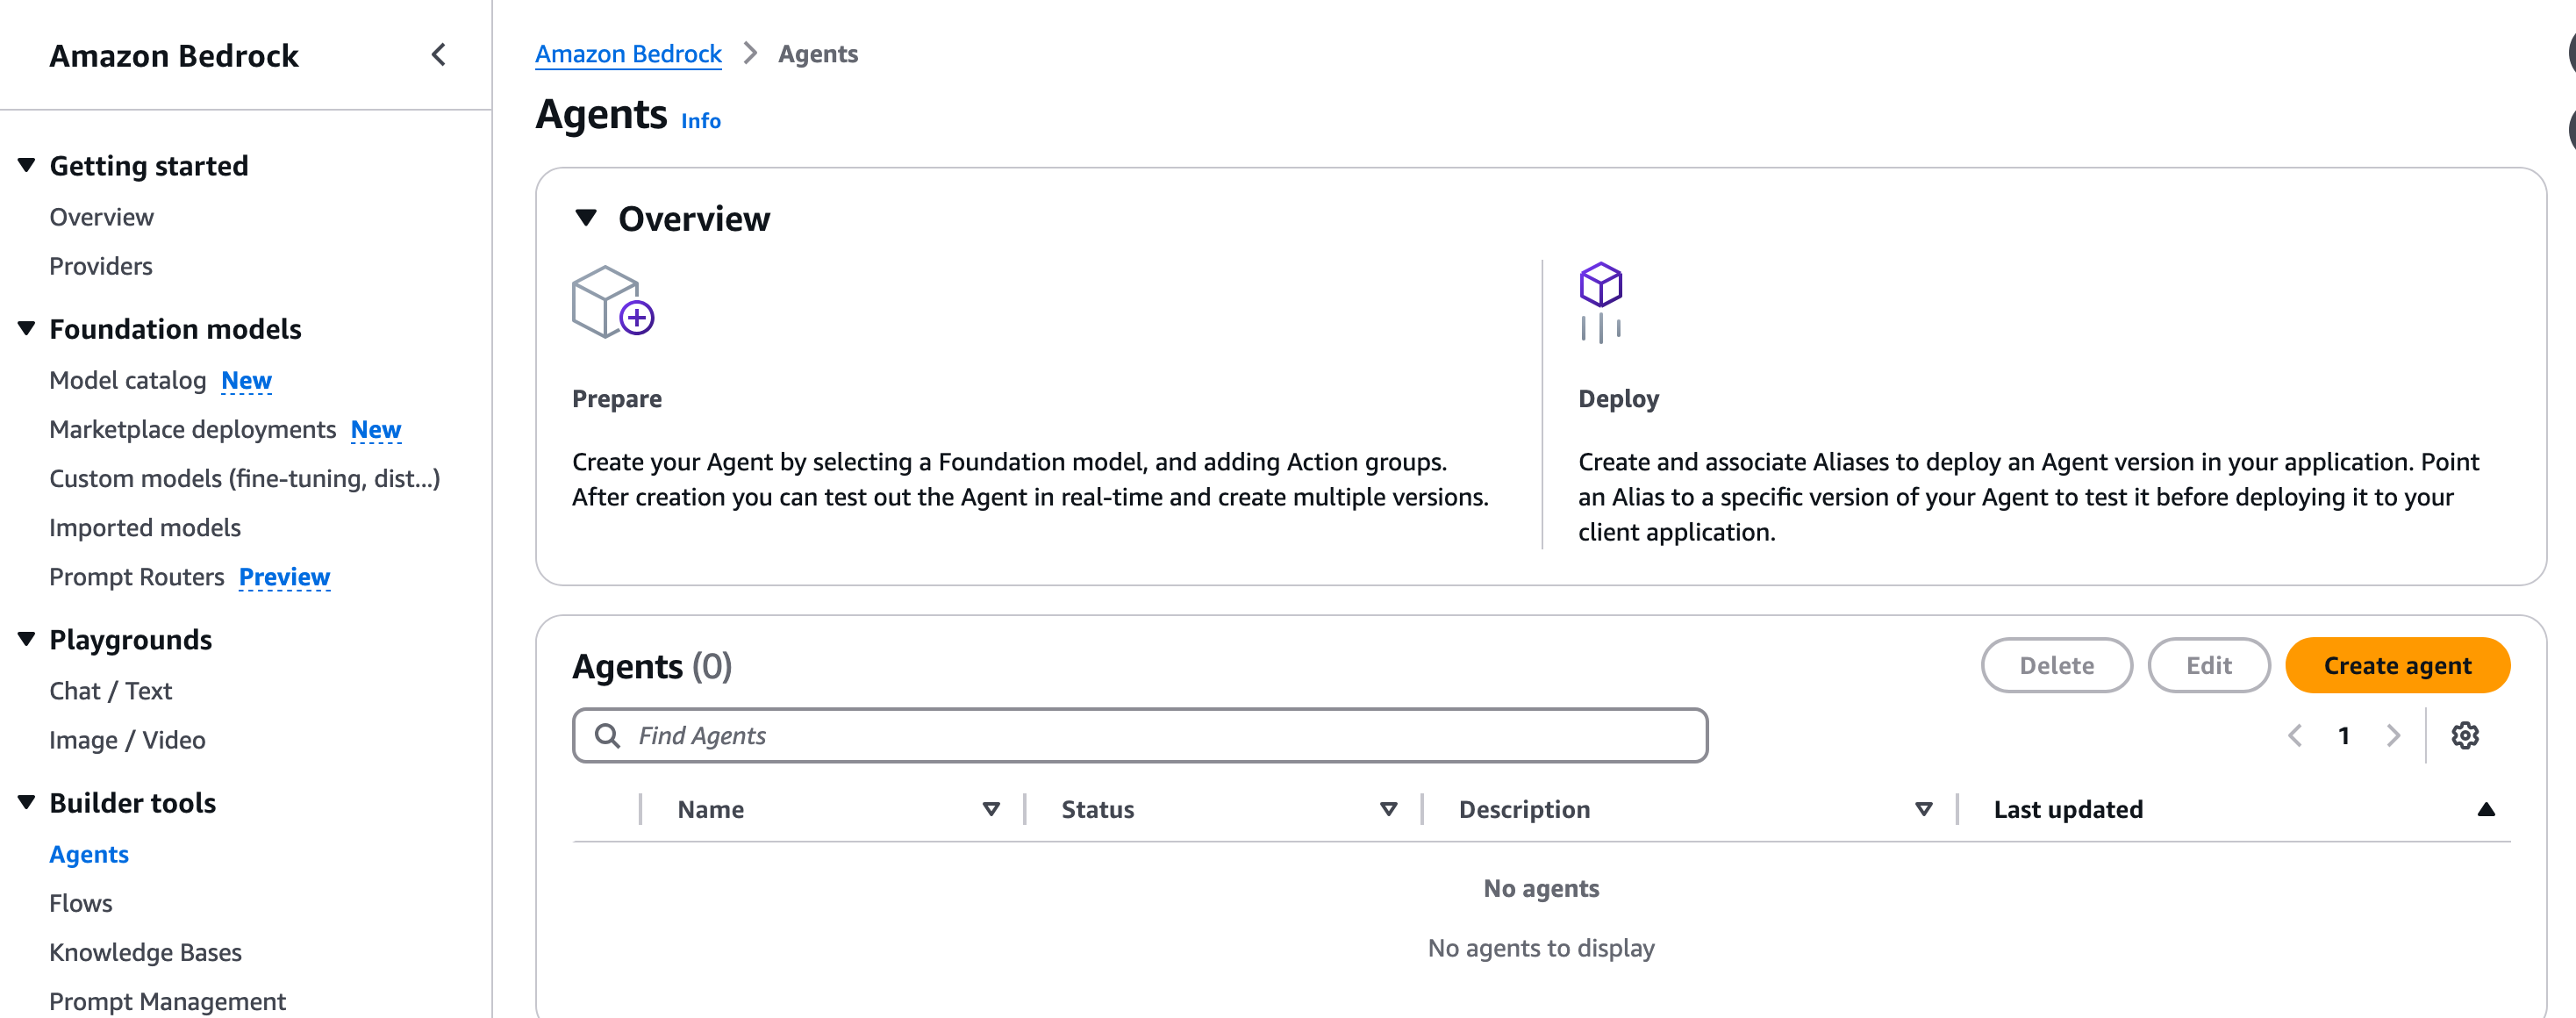 Amazon Bedrock
Getting started
Overview
Providers
Foundation models
Model catalog New
Marketplace deployments New
Custom models (fine-tuning, dist...)
Imported models
Prompt Routers Preview
Playgrounds
Chat / Text
Image / Video
Builder tools
Agents
Flows
Knowledge Bases
Prompt Management
Amazon Bedrock > Agents
Agents Info
Overview
Prepare
Create your Agent by selecting a Foundation model, and adding Action groups.
After creation you can test out the Agent in real-time and create multiple versions.
Deploy
Create and associate Aliases to deploy an Agent version in your application. Point
an Alias to a specific version of your Agent to test it before deploying it to your
client application.
Agents (0)
Delete Edit Create agent
Find Agents
1
Name Status Description Last updated
No agents
No agents to display